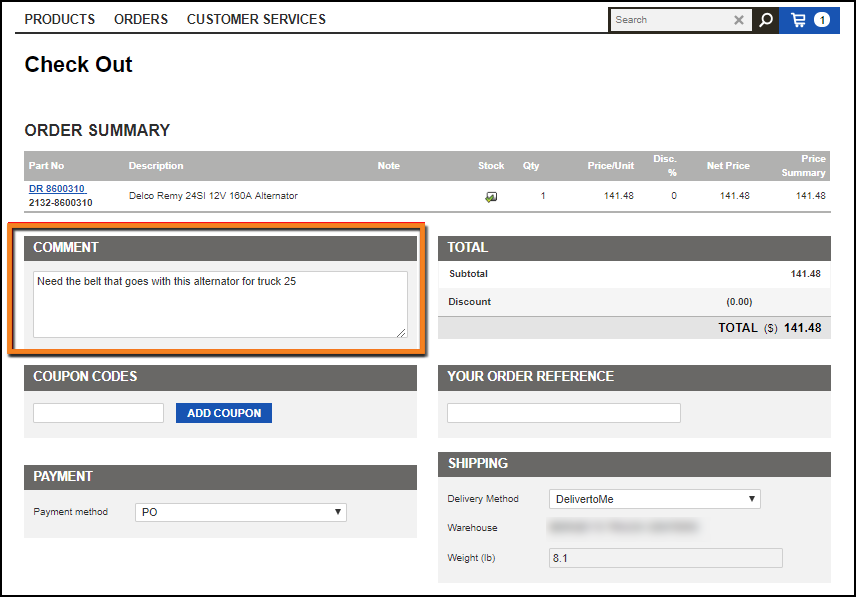 PRODUCTS ORDERS CUSTOMER SERVICES Search 1
Check Out
ORDER SUMMARY
Part No Description Note Stock Qty Price/Unit Disc. % Net Price Price Summary
DR 8600310 Delco Remy 24SI 12V 160A Alternator 1 141.48 0 141.48 141.48
2132-8600310
COMMENT
Need the belt that goes with this alternator for truck 25
TOTAL
Subtotal 141.48
Discount (0.00)
TOTAL ($) 141.48
COUPON CODES
ADD COUPON
YOUR ORDER REFERENCE
PAYMENT
Payment method PO
SHIPPING
Delivery Method DelivertoMe
Warehouse
Weight (lb) 8.1